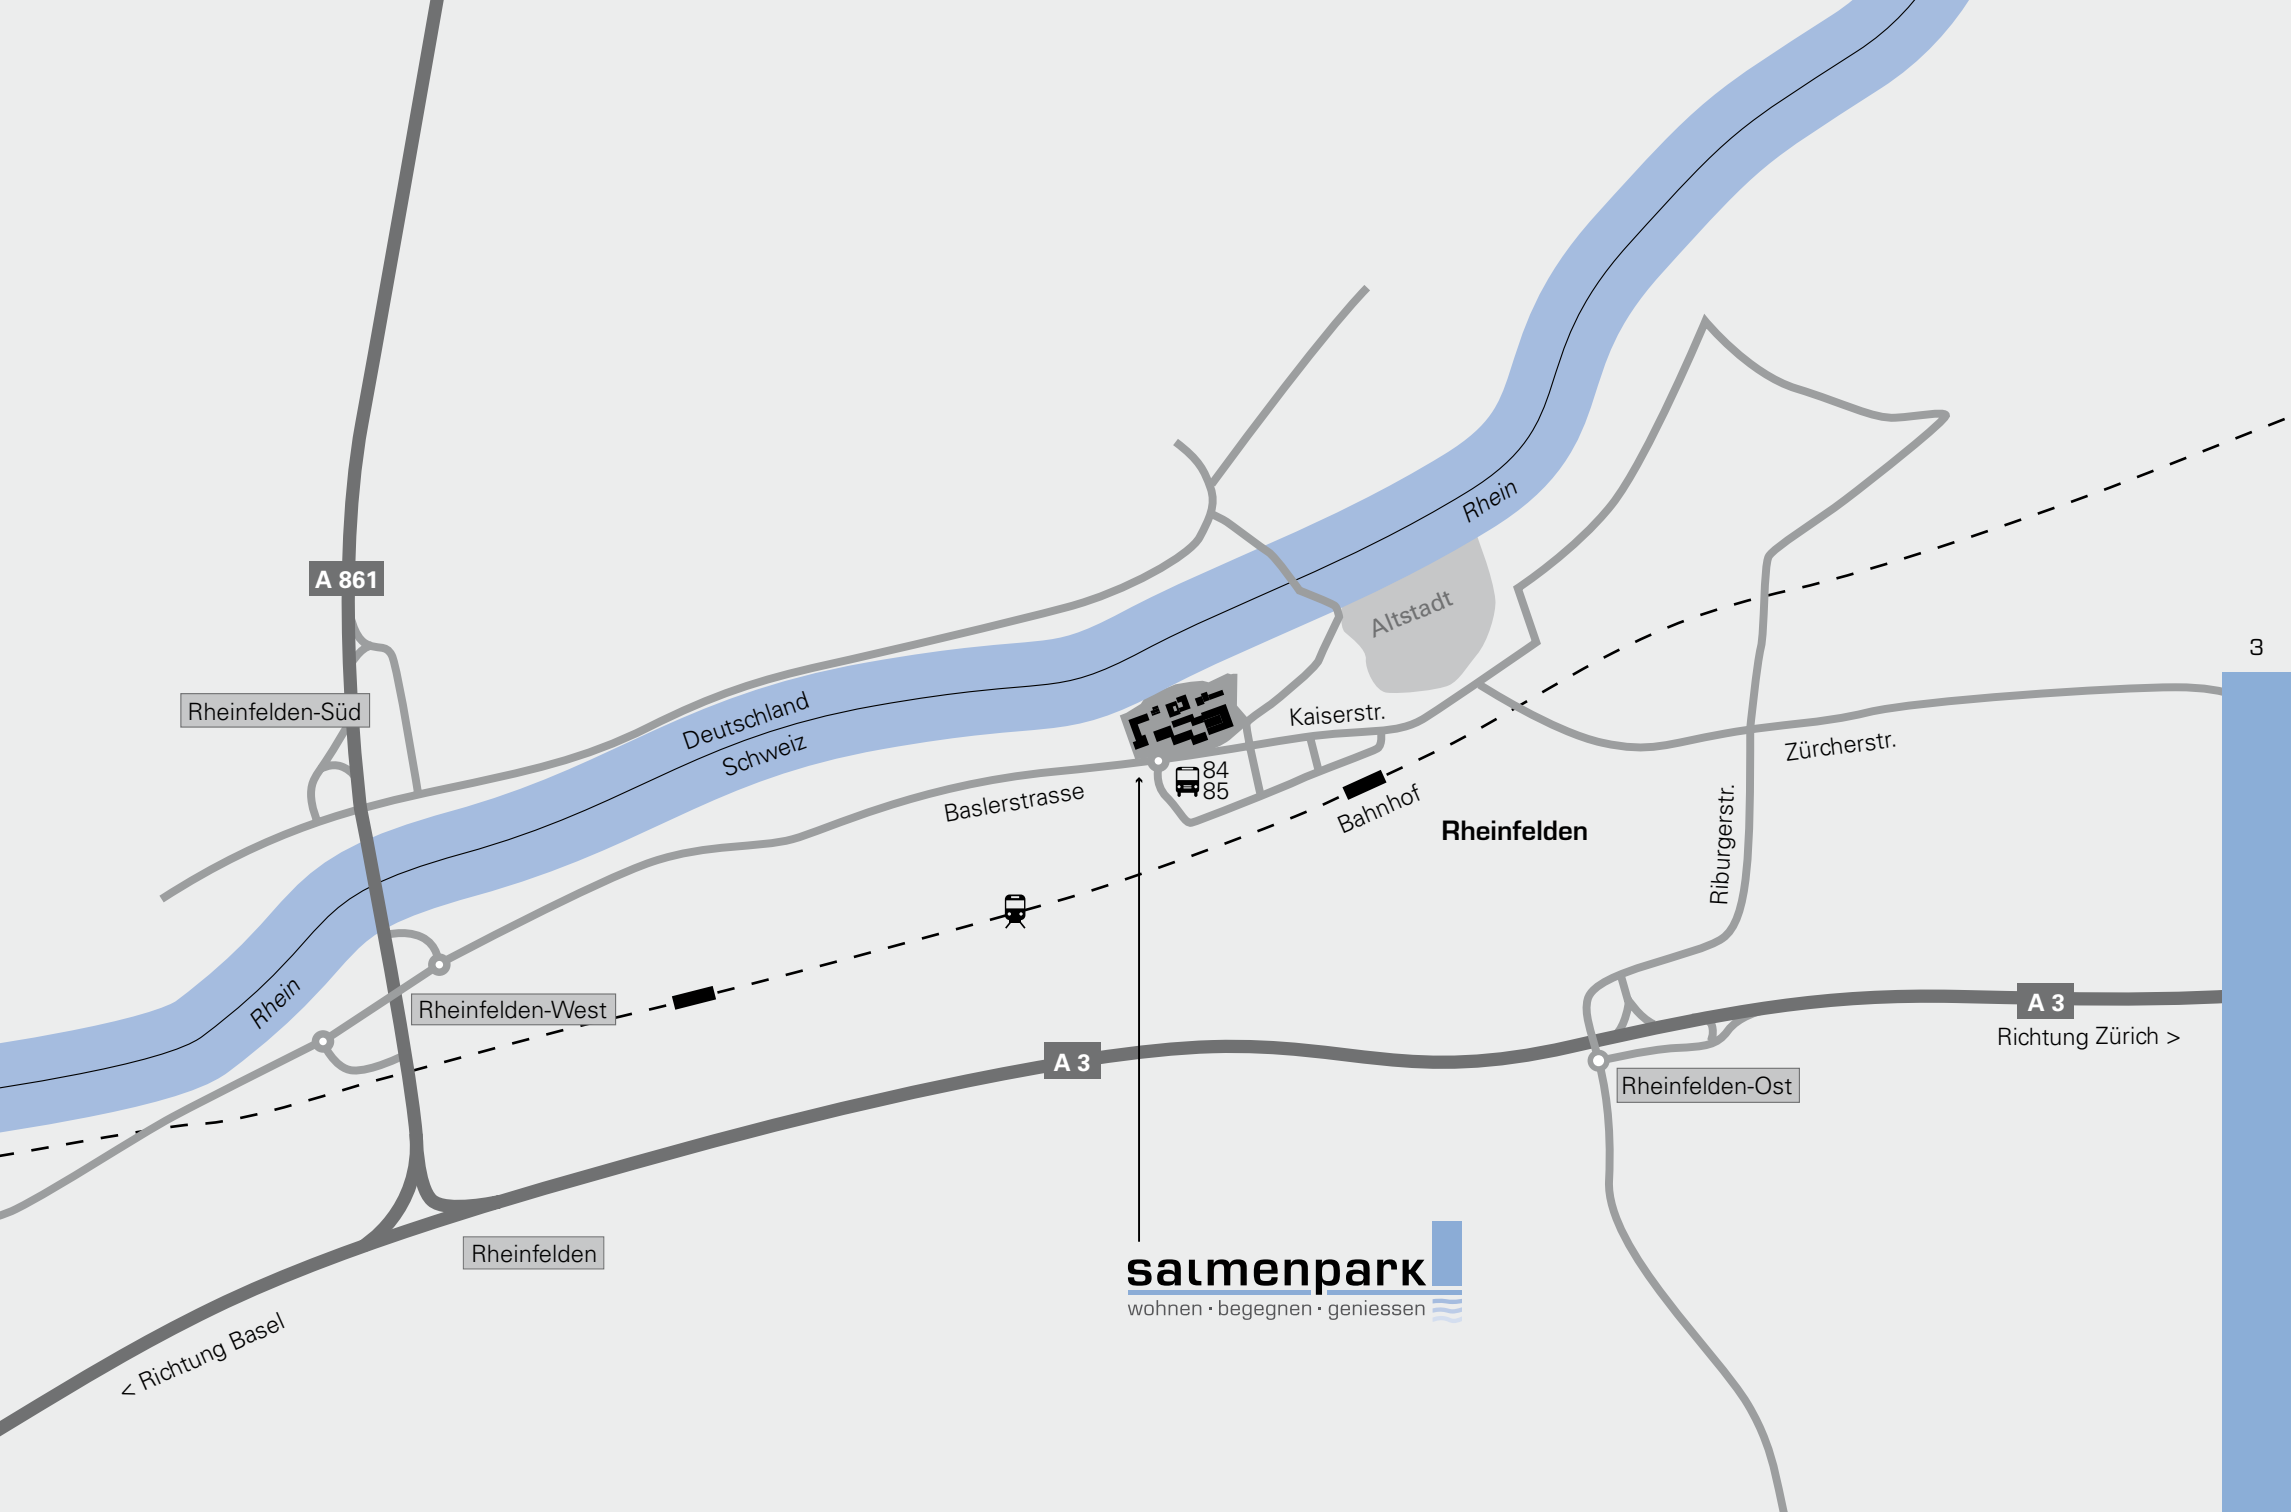 Rhein
A 861
Altstadt
3
Rheinfelden-Süd
Deutschland
Schweiz
Kaiserstr.
Zürcherstr.
84
85
Baslerstrasse
Bahnhof
Rheinfelden
Riburgerstr.
Rhein
Rheinfelden-West
A 3
Richtung Zürich >
A 3
Rheinfelden-Ost
Rheinfelden
salmenpark
wohnen · begegnen · geniessen
< Richtung Basel